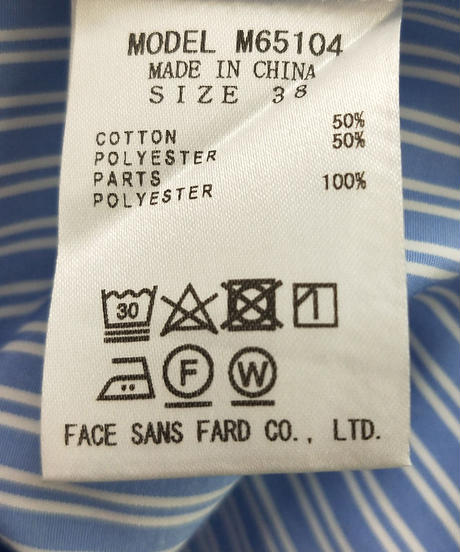 MODEL M65104
MADE IN CHINA
SIZE 38
COTTON 50%
POLYESTER 50%
PARTS
POLYESTER 100%
30
F W
FACE SANS FARD CO., LTD.